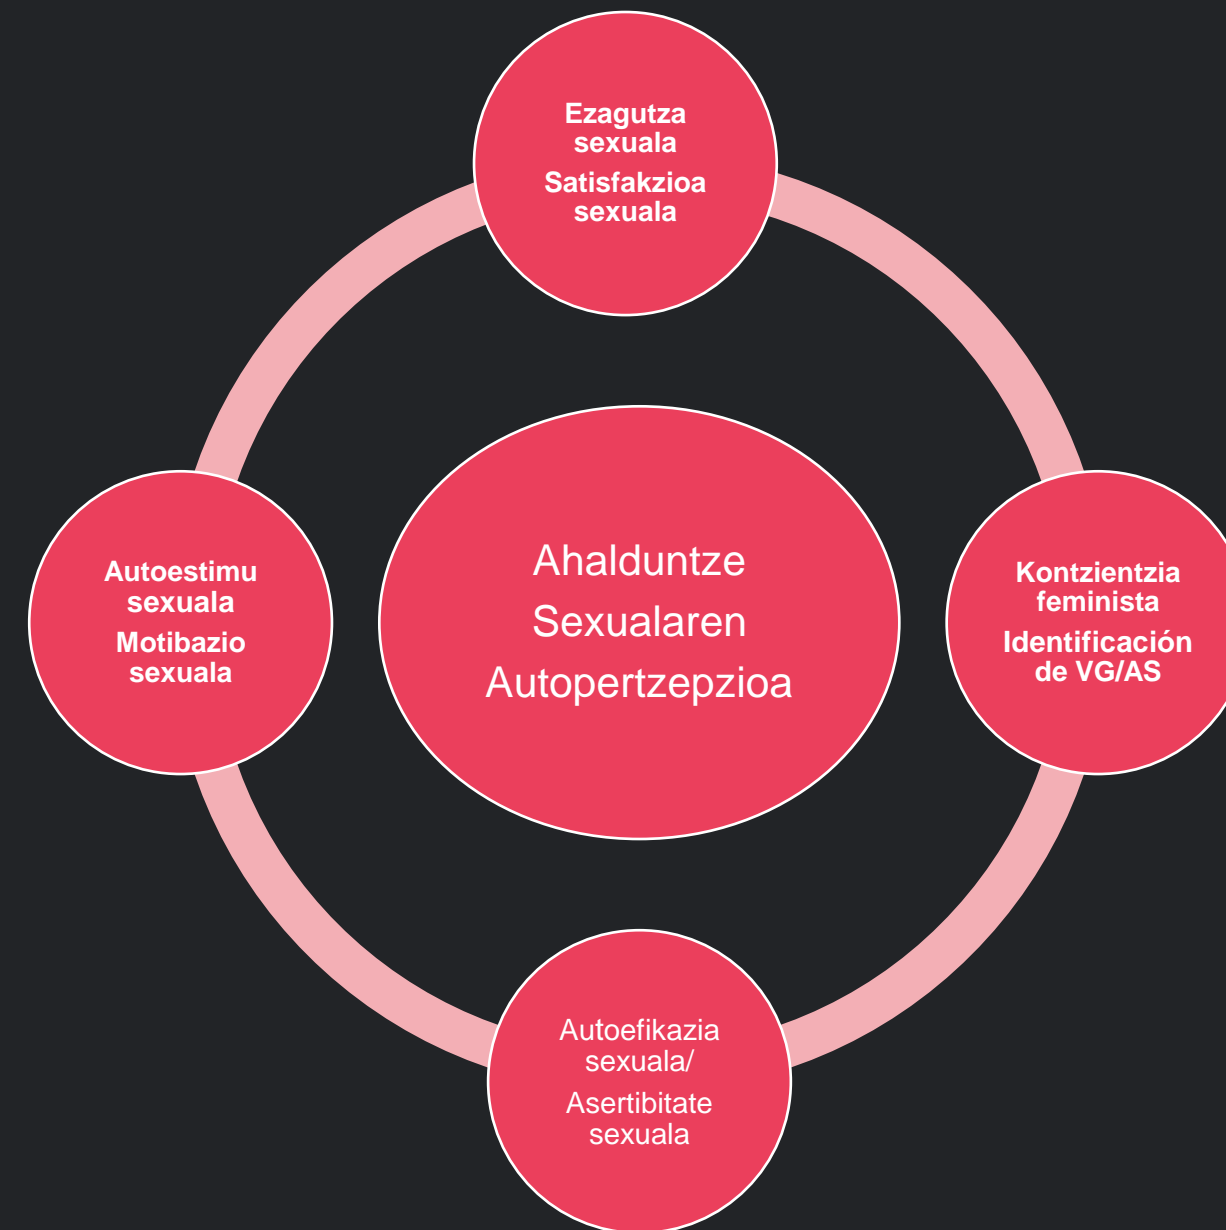 Ezagutza
sexuala
Satisfakzioa
sexuala
Autoestimu
sexuala
Motibazio
sexuala
Ahalduntze
Sexualaren
Autopertzepzioa
Kontzientzia
feminista
Identificación
de VG/AS
Autoefikazia
sexuala/
Asertibitate
sexuala